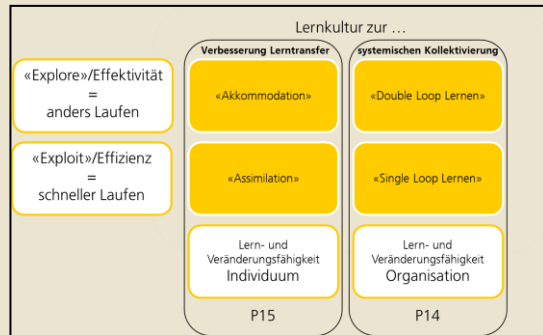 Lernkultur zur ...
Verbesserung Lerntransfer
systemischen Kollektivierung
«Explore»/Effektivität
=
anders Laufen
«Akkommodation»
«Double Loop Lernen»
«Exploit»/Effizienz
=
schneller Laufen
«Assimilation»
«Single Loop Lernen»
Lern- und
Veränderungsfähigkeit
Individuum
Lern- und
Veränderungsfähigkeit
Organisation
P15
P14